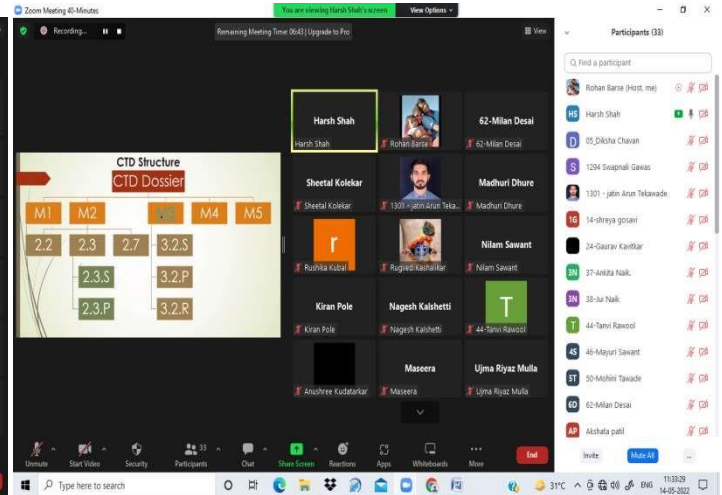 Zoom Meeting 40-Minutes
You are viewing Harsh Shah's screen
View Options
Recording...
Remaining Meeting Time: 06:43 | Upgrade to Pro
View
CTD Structure
CTD Dossier
M1 M2 M3 M4 M5
2.2 2.3 2.7 3.2.S
2.3.S 3.2.P
2.3.P 3.2.R
Harsh Shah
Harsh Shah
Rohan Barse
62-Milan Desai
62-Milan Desai
Sheetal Kolekar
Sheetal Kolekar
1301 - jatin Arun Teka...
Madhuri Dhure
Madhuri Dhure
r
Rushika Kubal
Rugved Kashalikar
Nilam Sawant
Nilam Sawant
Kiran Pole
Kiran Pole
Nagesh Kalshetti
Nagesh Kalshetti
T
44-Tanvi Rawool
Anushree Kudatarkar
Maseera
Maseera
Ujma Riyaz Mulla
Ujma Riyaz Mulla
Unmute
Start Video
Security
33
Participants
Chat
Share Screen
Reactions
Apps
Whiteboards
More
End
Participants (33)
Find a participant
Rohan Barse (Host, me)
HS Harsh Shah
D 05_Diksha Chavan
S 1294 Swapnali Gawas
1301 - jatin Arun Tekawade
1G 14-shreya gosavi
24-Gaurav Kavitkar
3N 37-Ankita Naik.
3N 38-Jui Naik
T 44-Tanvi Rawool
4S 46-Mayuri Sawant
5T 50-Mohini Tawade
6D 62-Milan Desai
AP Akshata patil
Invite
Mute All
...
Type here to search
31°C
ENG
11:33:29
14-05-2022